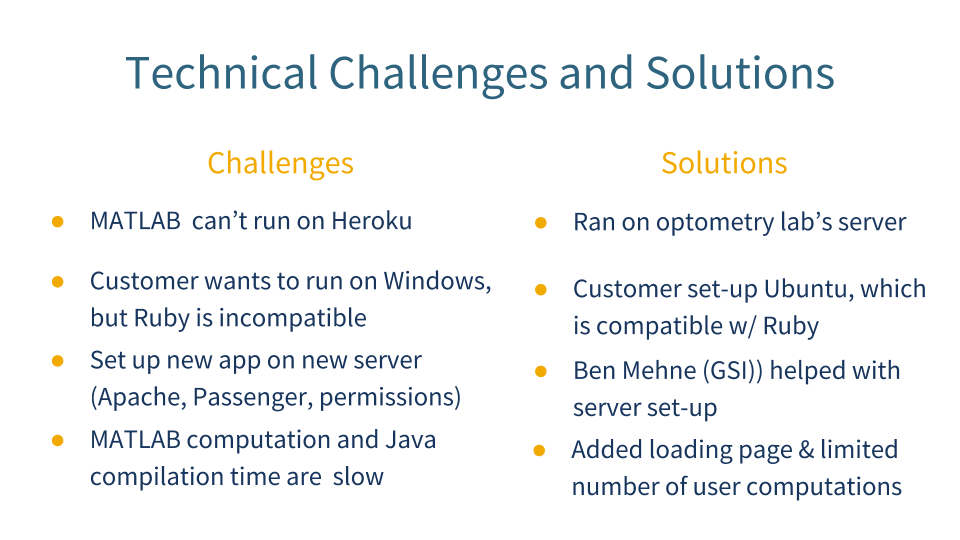 Technical Challenges and Solutions
Challenges
● MATLAB  can’t run on Heroku
● Customer wants to run on Windows,
but Ruby is incompatible
● Set up new app on new server
(Apache, Passenger, permissions)
● MATLAB computation and Java
compilation time are  slow
Solutions
● Ran on optometry lab’s server
● Customer set-up Ubuntu, which
is compatible w/ Ruby
● Ben Mehne (GSI)) helped with
server set-up
● Added loading page & limited
number of user computations